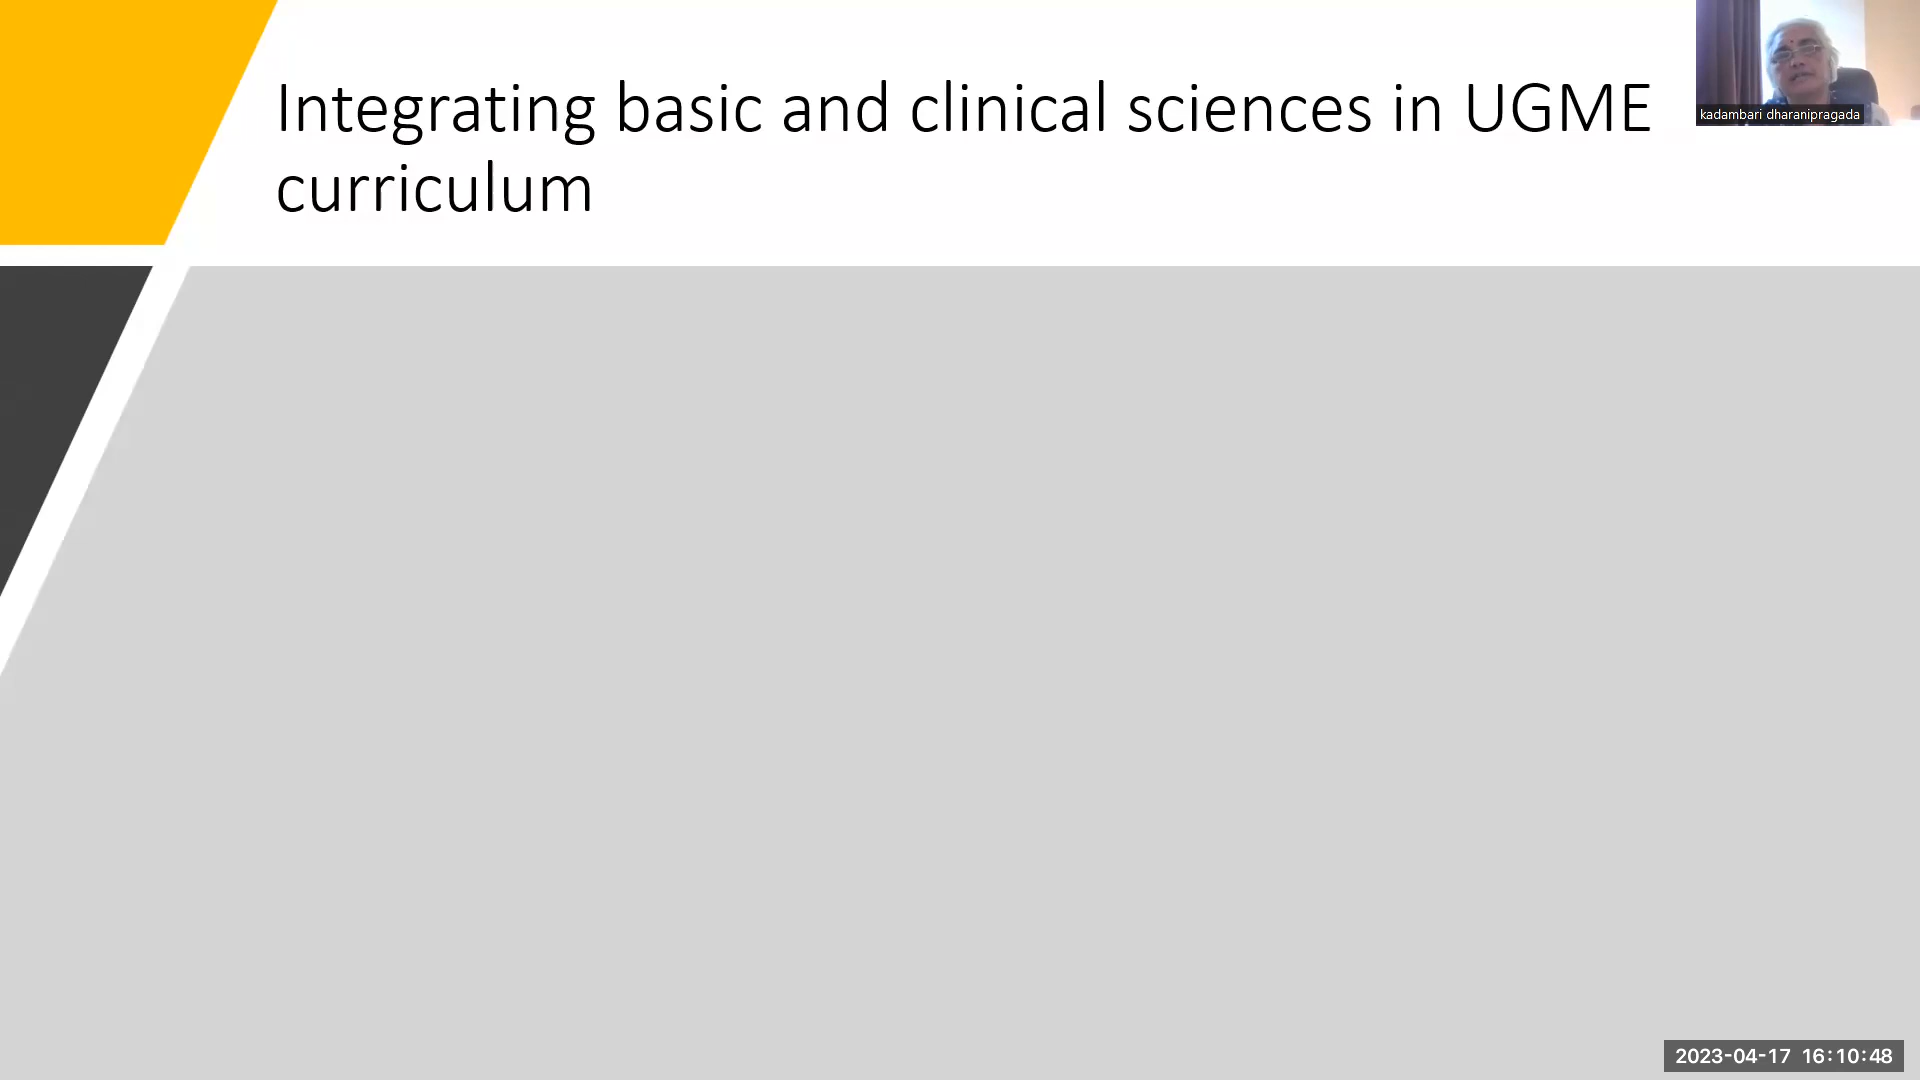 Integrating basic and clinical sciences in UGME
curriculum
kadambari dharanipragada
2023-04-17 16:10:48